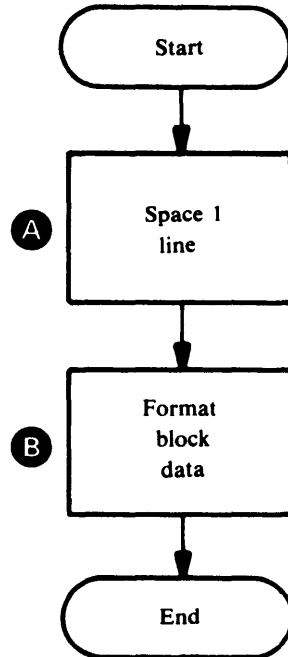 Start
A
Space 1
line
B
Format
block
data
End